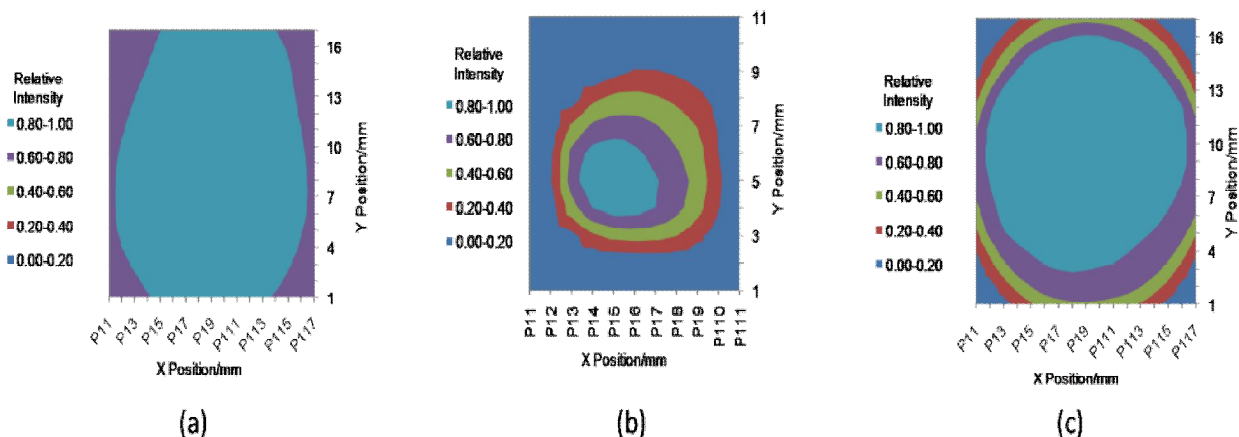 Relative
Intensity
0.80-1.00
0.60-0.80
0.40-0.60
0.20-0.40
0.00-0.20
16
13
10
7
4
1
Y Position/mm
P11
P13
P15
P17
P19
P111
P113
P115
P117
X Position/mm
(a)
Relative
Intensity
0.80-1.00
0.60-0.80
0.40-0.60
0.20-0.40
0.00-0.20
11
9
7
5
3
1
Y Position/mm
P11
P12
P13
P14
P15
P16
P17
P18
P19
P110
P111
X Position/mm
(b)
Relative
Intensity
0.80-1.00
0.60-0.80
0.40-0.60
0.20-0.40
0.00-0.20
16
13
10
7
4
1
Y Position/mm
P11
P13
P15
P17
P19
P111
P113
P115
P117
X Position/mm
(c)